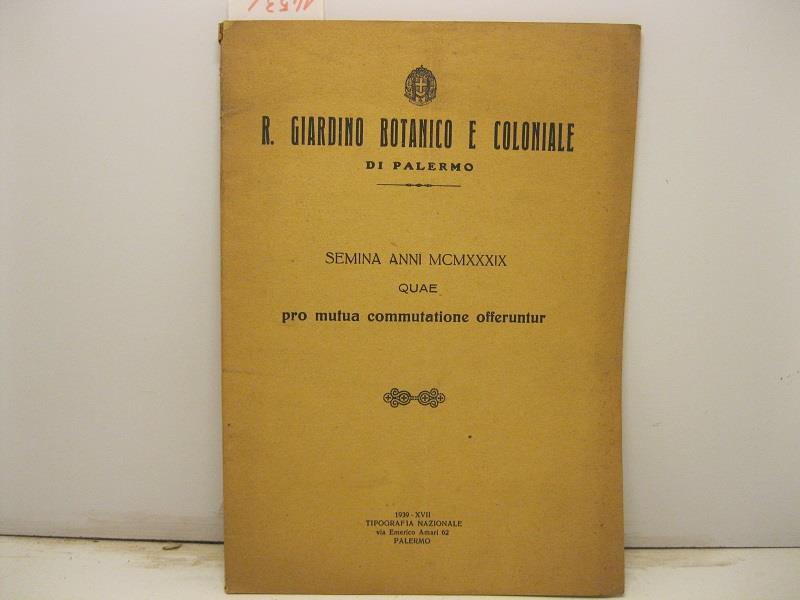 R. GIARDINO BOTANICO E COLONIALE
DI PALERMO
SEMINA ANNI MCMXXXIX
QUAE
pro mutua commutatione offeruntur
1939 - XVII
TIPOGRAFIA NAZIONALE
via Emerico Amari 62
PALERMO